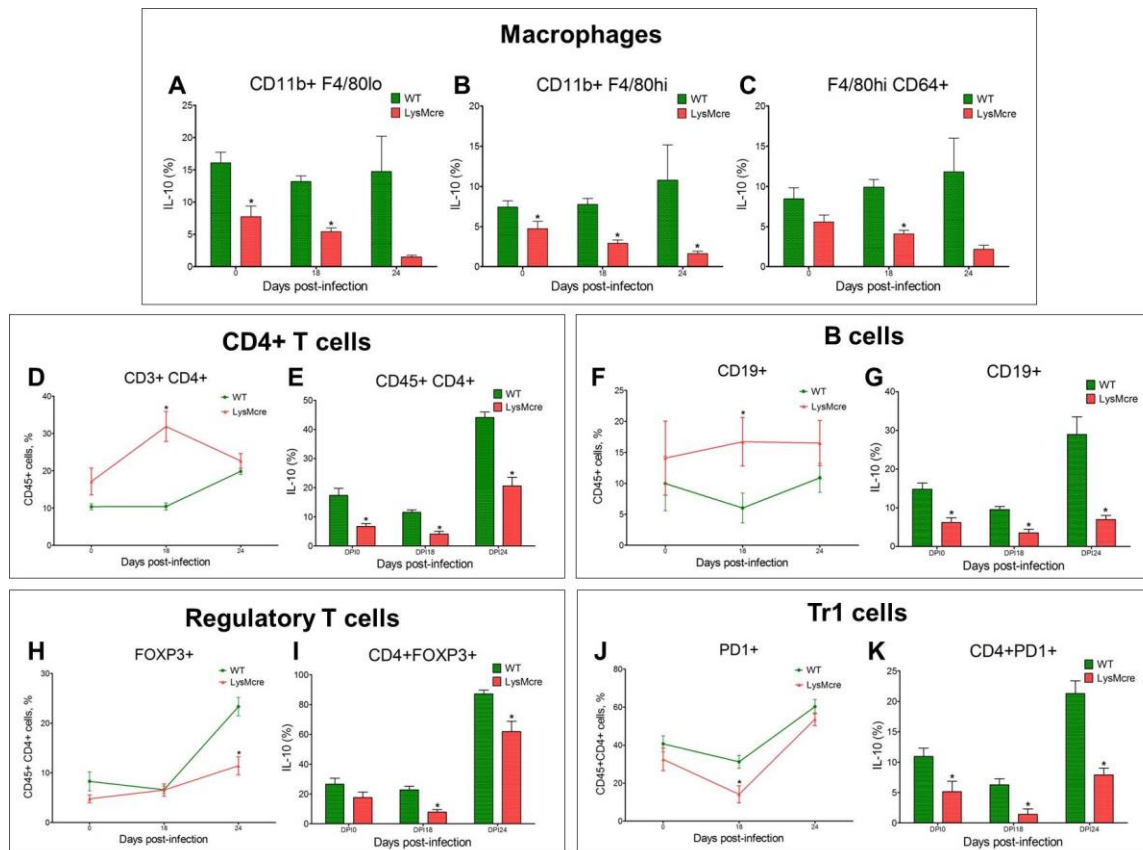 Macrophages
A
CD11b+ F4/80lo
WT
LysMcre
IL-10 (%)
25
20
15
10
5
0
0 18 24
Days post-infection
B
CD11b+ F4/80hi
WT
LysMcre
IL-10 (%)
20
15
10
5
0
0 18 24
Days post-infection
C
F4/80hi CD64+
WT
LysMcre
IL-10 (%)
20
15
10
5
0
0 18 24
Days post-infection
CD4+ T cells
D
CD3+ CD4+
WT
LysMcre
CD45+ cells, %
40
30
20
10
0
0 18 24
Days post-infection
E
CD45+ CD4+
WT
LysMcre
IL-10 (%)
50
40
30
20
10
0
DPI0 DPI18 DPI24
Days post-infection
B cells
F
CD19+
WT
LysMcre
CD45+ cells, %
25
20
15
10
5
0
0 18 24
Days post-infection
G
CD19+
WT
LysMcre
IL-10 (%)
40
30
20
10
0
DPI0 DPI18 DPI24
Days post-infection
Regulatory T cells
H
FOXP3+
WT
LysMcre
CD45+ CD4+ cells, %
30
20
10
0
0 18 24
Days post-infection
I
CD4+FOXP3+
WT
LysMcre
IL-10 (%)
100
80
60
40
20
0
DPI0 DPI18 DPI24
Days post-infection
Tr1 cells
J
PD1+
WT
LysMcre
CD45+CD4+ cells, %
80
60
40
20
0
0 18 24
Days post-infection
K
CD4+PD1+
WT
LysMcre
IL-10 (%)
25
20
15
10
5
0
DPI0 DPI18 DPI24
Days post-infection